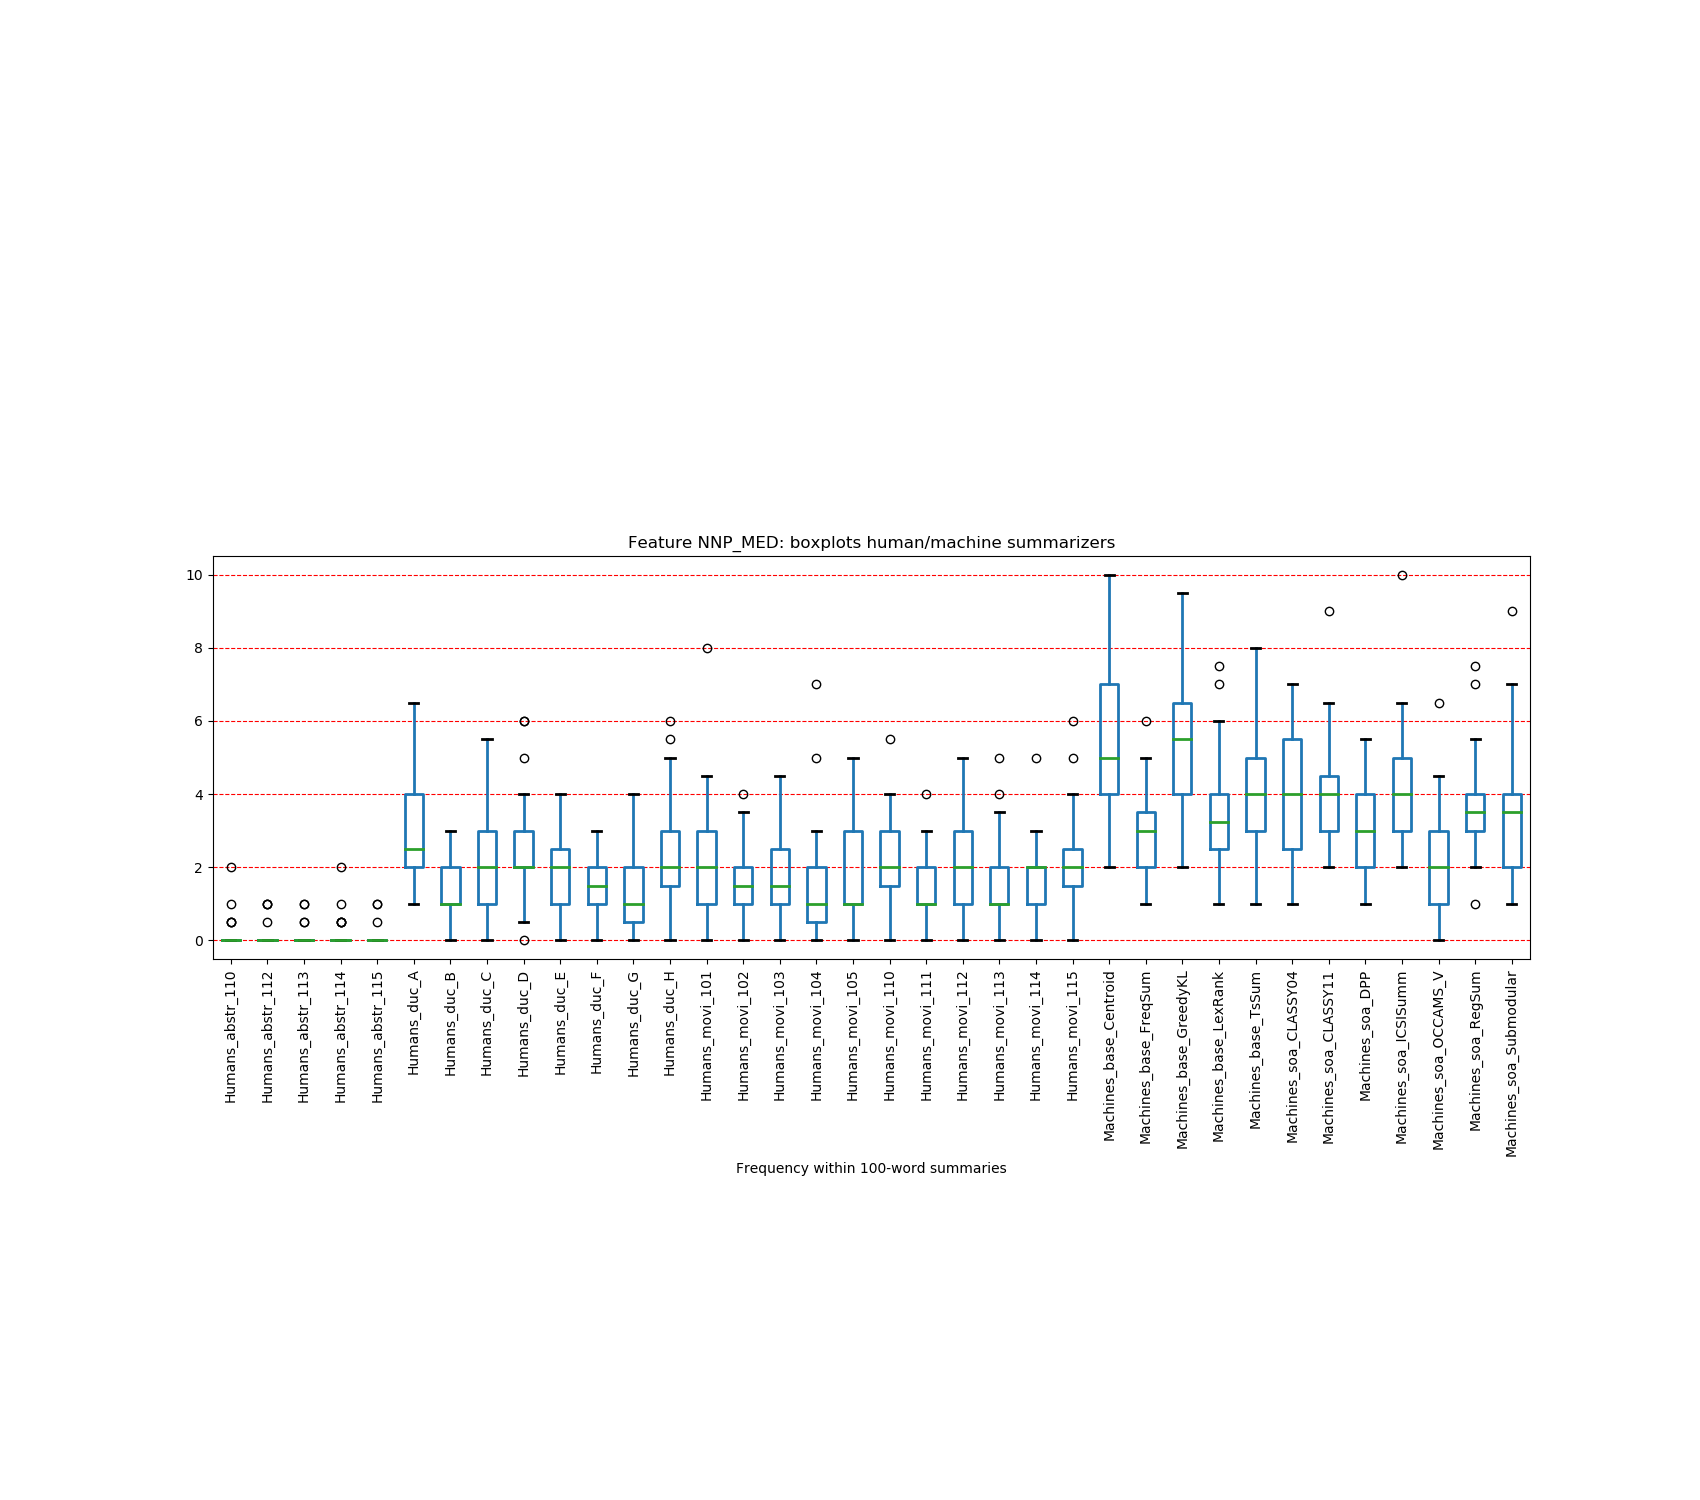 Feature NNP_MED: boxplots human/machine summarizers
10
8
6
4
2
0
Humans_abstr_110
Humans_abstr_112
Humans_abstr_113
Humans_abstr_114
Humans_abstr_115
Humans_duc_A
Humans_duc_B
Humans_duc_C
Humans_duc_D
Humans_duc_E
Humans_duc_F
Humans_duc_G
Humans_duc_H
Humans_movi_101
Humans_movi_102
Humans_movi_103
Humans_movi_104
Humans_movi_105
Humans_movi_110
Humans_movi_111
Humans_movi_112
Humans_movi_113
Humans_movi_114
Humans_movi_115
Machines_base_Centroid
Machines_base_FreqSum
Machines_base_GreedyKL
Machines_base_LexRank
Machines_base_TsSum
Machines_soa_CLASSY04
Machines_soa_CLASSY11
Machines_soa_DPP
Machines_soa_ICSISumm
Machines_soa_OCCAMS_V
Machines_soa_RegSum
Machines_soa_Submodular
Frequency within 100-word summaries